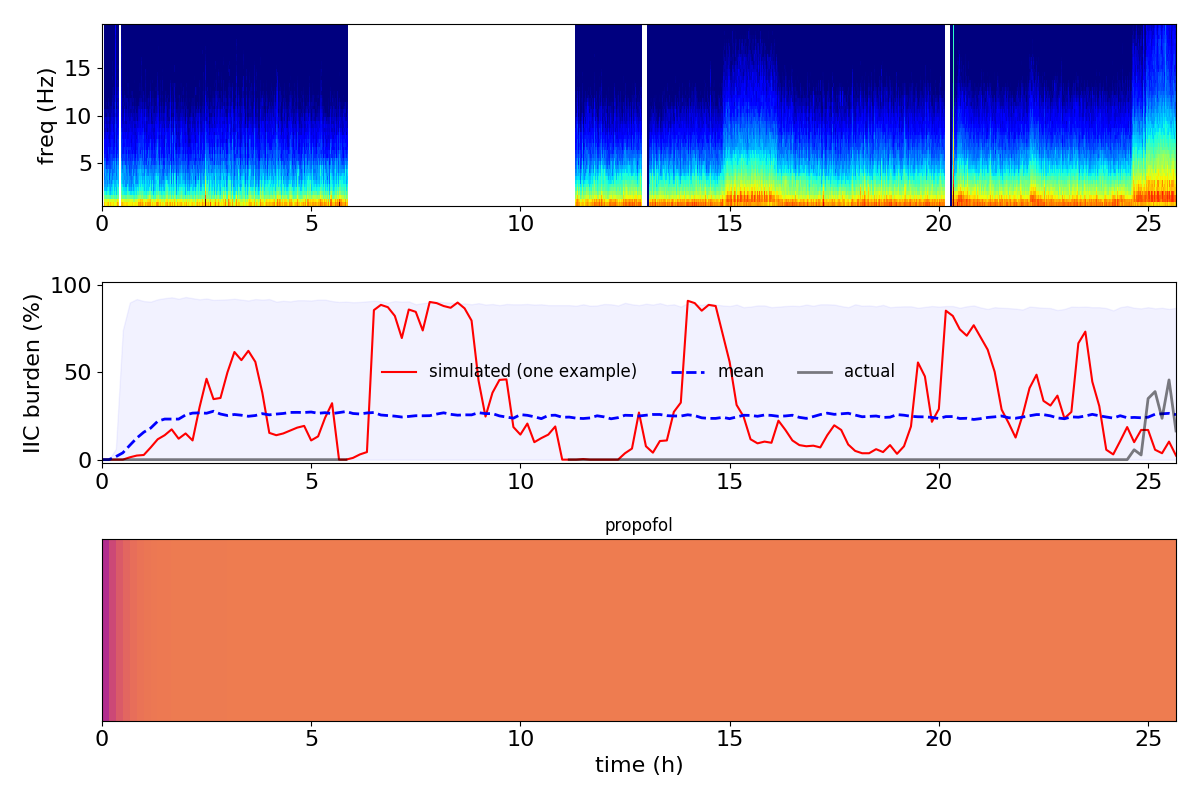 freq (Hz)
15
10
5
0 5 10 15 20 25
IIC burden (%)
100
50
0
simulated (one example) mean actual
0 5 10 15 20 25
propofol
0 5 10 15 20 25
time (h)